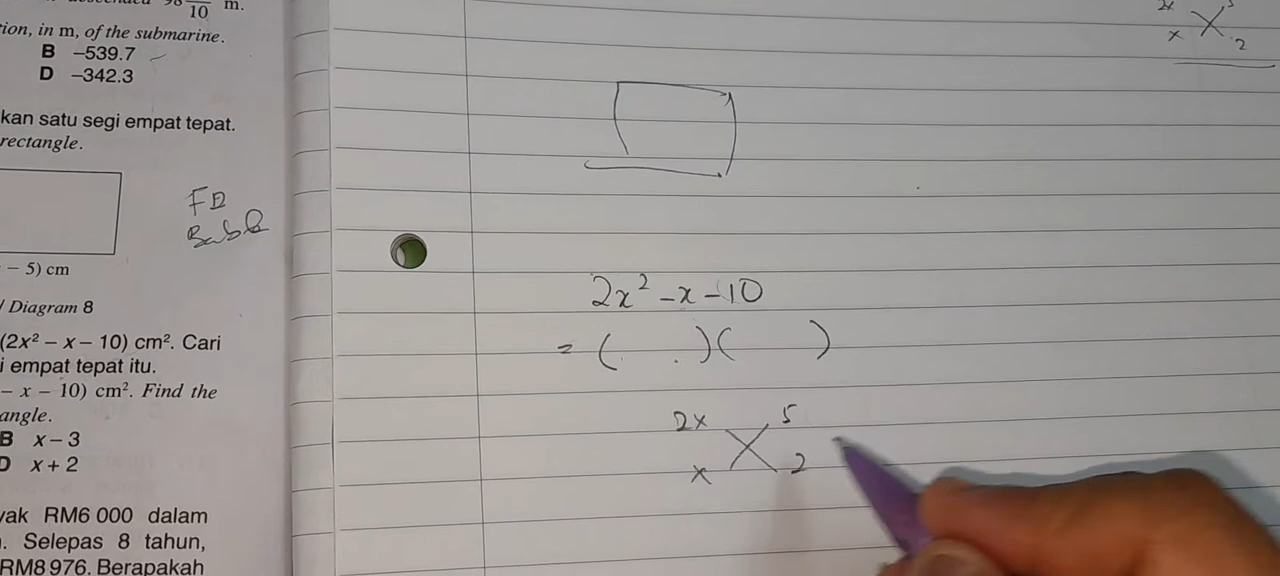 10 m.
tion, in m, of the submarine.
B -539.7
D -342.3
kan satu segi empat tepat.
rectangle.
- 5) cm
/ Diagram 8
(2x² - x - 10) cm². Cari
i empat tepat itu.
- x - 10) cm². Find the
angle.
B x - 3
D x + 2
yak RM6 000 dalam
. Selepas 8 tahun,
RM8 976. Berapakah
FD
2x
x 2
2x² - x - 10
= ( )( )
2x 5
x 2